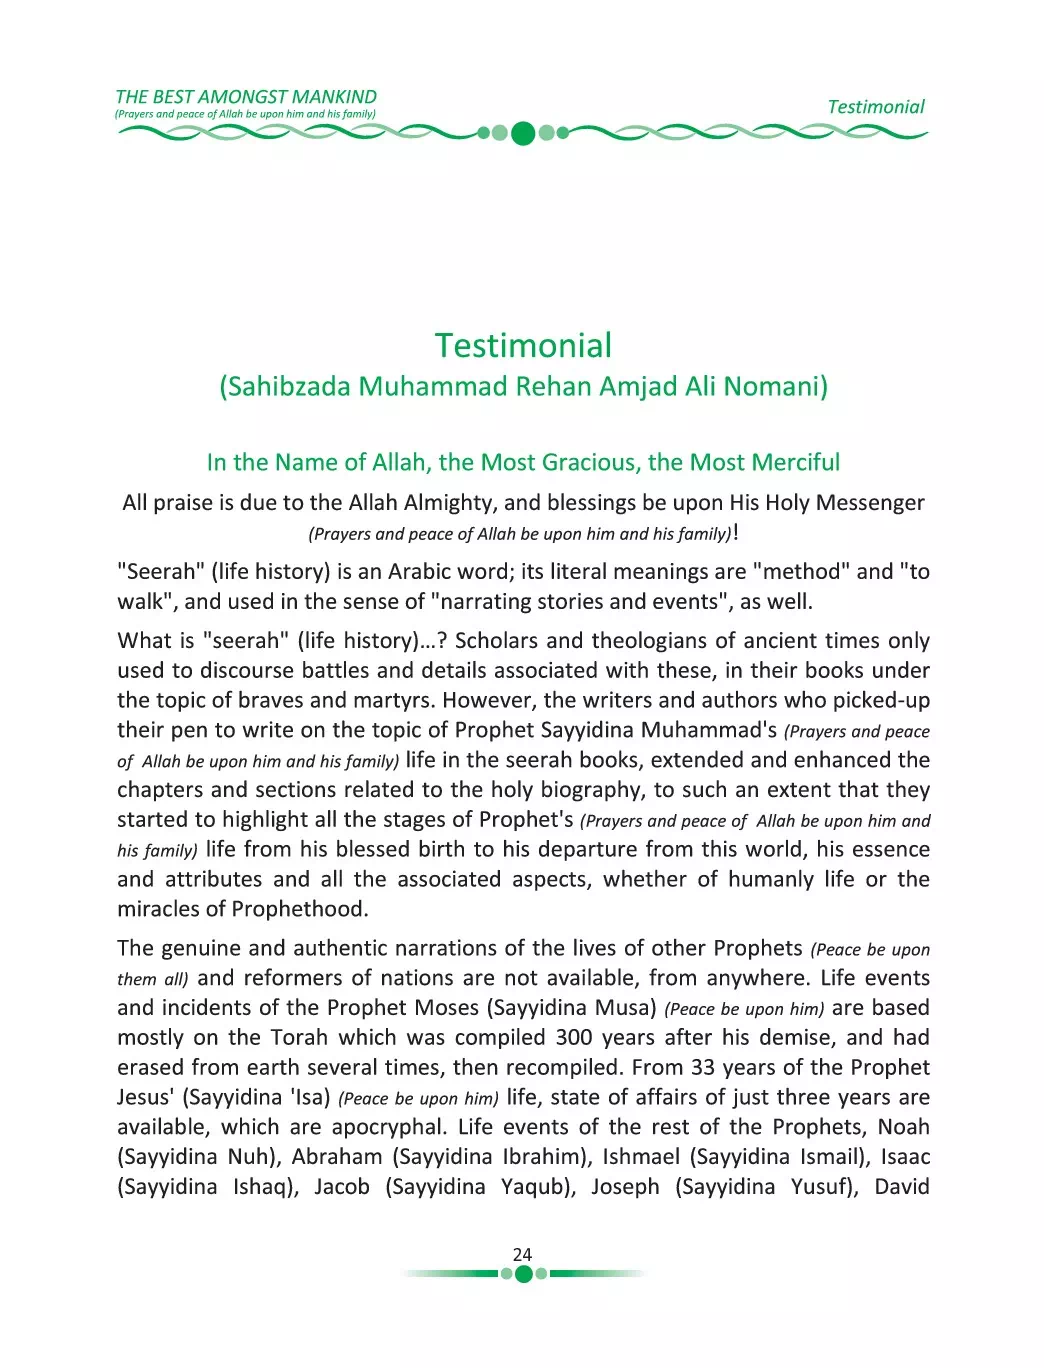 THE BEST AMONGST MANKIND
(Prayers and peace of Allah be upon him and his family)
Testimonial
Testimonial
(Sahibzada Muhammad Rehan Amjad Ali Nomani)
In the Name of Allah, the Most Gracious, the Most Merciful
All praise is due to the Allah Almighty, and blessings be upon His Holy Messenger
(Prayers and peace of Allah be upon him and his family)!
"Seerah" (life history) is an Arabic word; its literal meanings are "method" and "to
walk", and used in the sense of "narrating stories and events", as well.
What is "seerah" (life history)…? Scholars and theologians of ancient times only
used to discourse battles and details associated with these, in their books under
the topic of braves and martyrs. However, the writers and authors who picked-up
their pen to write on the topic of Prophet Sayyidina Muhammad's (Prayers and peace
of Allah be upon him and his family) life in the seerah books, extended and enhanced the
chapters and sections related to the holy biography, to such an extent that they
started to highlight all the stages of Prophet's (Prayers and peace of Allah be upon him and
his family) life from his blessed birth to his departure from this world, his essence
and attributes and all the associated aspects, whether of humanly life or the
miracles of Prophethood.
The genuine and authentic narrations of the lives of other Prophets (Peace be upon
them all) and reformers of nations are not available, from anywhere. Life events
and incidents of the Prophet Moses (Sayyidina Musa) (Peace be upon him) are based
mostly on the Torah which was compiled 300 years after his demise, and had
erased from earth several times, then recompiled. From 33 years of the Prophet
Jesus' (Sayyidina 'Isa) (Peace be upon him) life, state of affairs of just three years are
available, which are apocryphal. Life events of the rest of the Prophets, Noah
(Sayyidina Nuh), Abraham (Sayyidina Ibrahim), Ishmael (Sayyidina Ismail), Isaac
(Sayyidina Ishaq), Jacob (Sayyidina Yaqub), Joseph (Sayyidina Yusuf), David
24